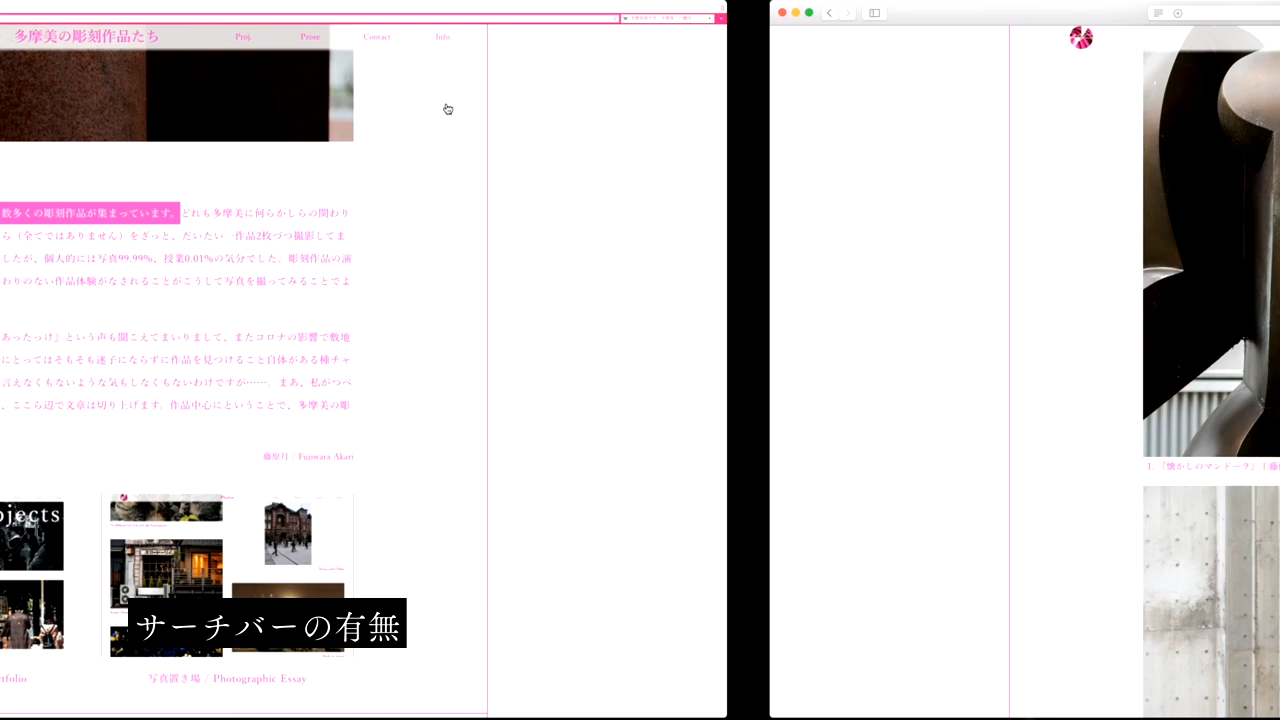 多摩美の彫刻作品たち
Proj.
Prose
Contact
Info
数多くの彫刻作品が集まっています。どれも多摩美に何らかしらの関わり
ら（全てではありません）をざっと、だいたい一作品2枚づつ撮影してま
したが、個人的には写真99.99%、授業0.01%の気分でした。彫刻作品の演
わりのない作品体験がなされることがこうして写真を撮ってみることでよ
あったっけ」という声も聞こえてまいりまして、またコロナの影響で敷地
にとってはそもそも迷子にならずに作品を見つけること自体がある種チャ
言えなくもないような気もしなくもないわけですが……。まあ、私がつべ
、ここら辺で文章は切り上げます。作品中心にということで、多摩美の彫
藤原月 / Fujiwara Akari
ojects
サーチバーの有無
tfolio
写真置き場 / Photographic Essay
1. 「懐かしのマンドーラ」工藤